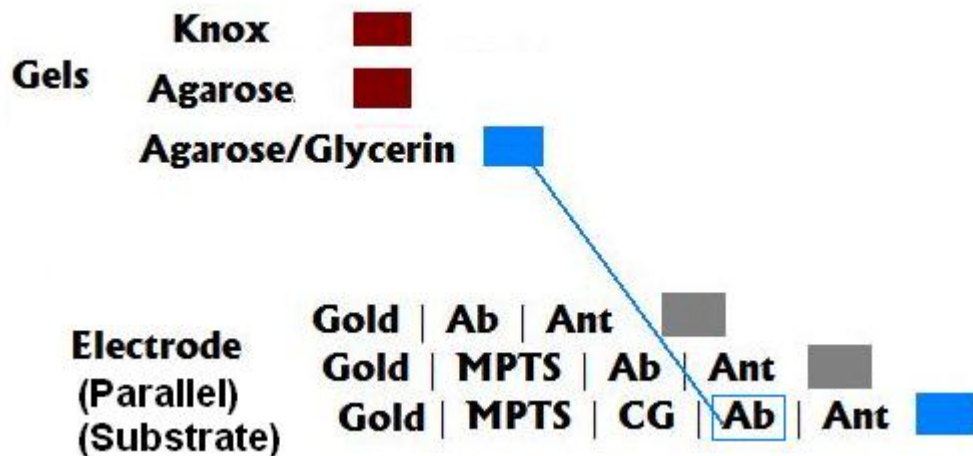 Knox
Gels
Agarose
Agarose/Glycerin
Gold | Ab | Ant
Electrode
Gold | MPTS | Ab | Ant
(Parallel)
Gold | MPTS | CG | Ab | Ant
(Substrate)